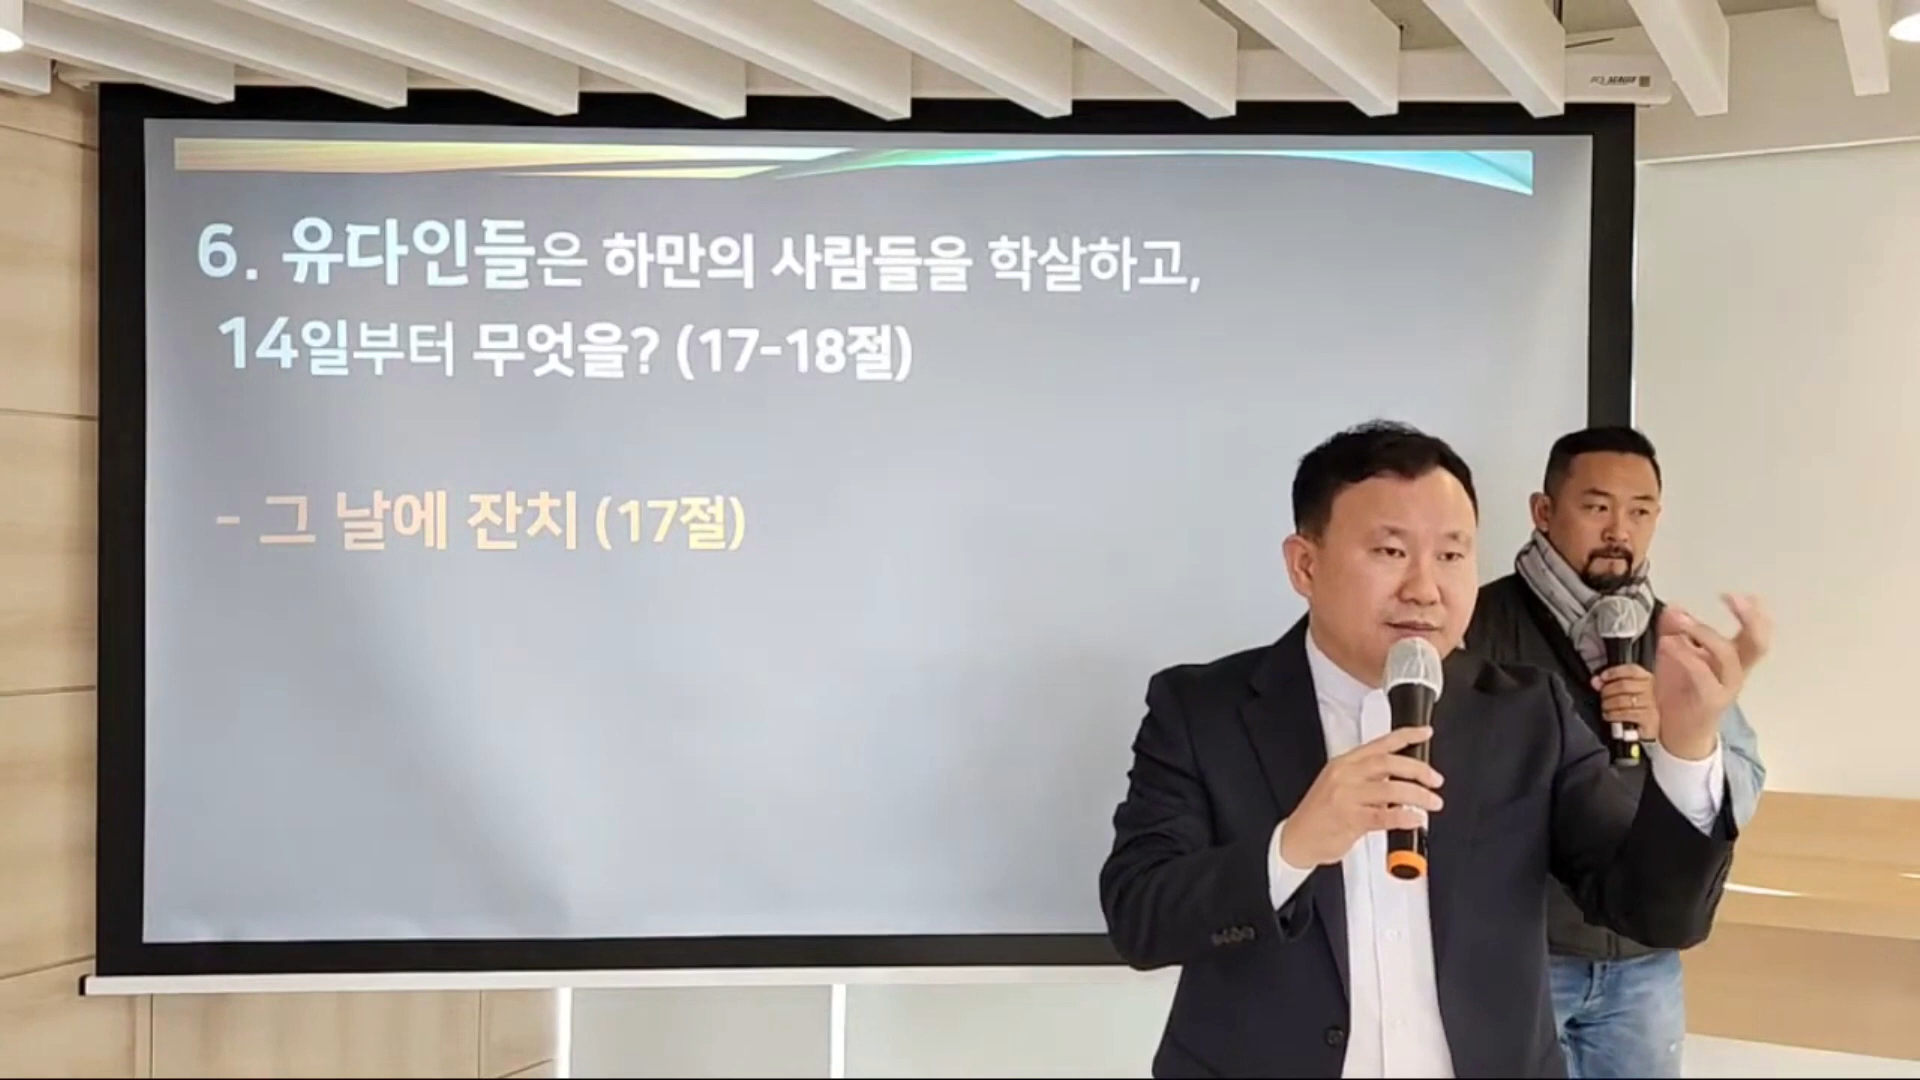 6. 유다인들은 하만의 사람들을 학살하고,
14일부터 무엇을? (17-18절)
- 그 날에 잔치 (17절)